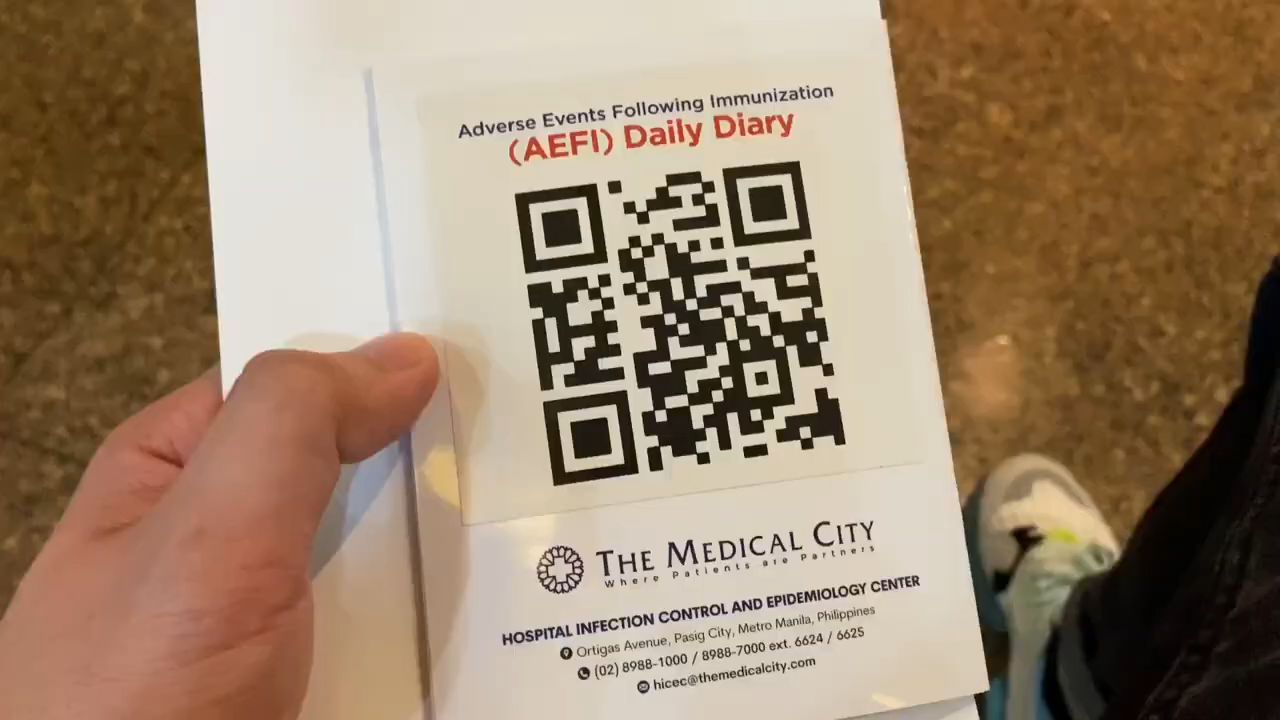 Adverse Events Following Immunization
(AEFI) Daily Diary
THE MEDICAL CITY
Where Patients are Partners
HOSPITAL INFECTION CONTROL AND EPIDEMIOLOGY CENTER
Ortigas Avenue, Pasig City, Metro Manila, Philippines
(02) 8988-1000 / 8988-7000 ext. 6624 / 6625
hicec@themedicalcity.com